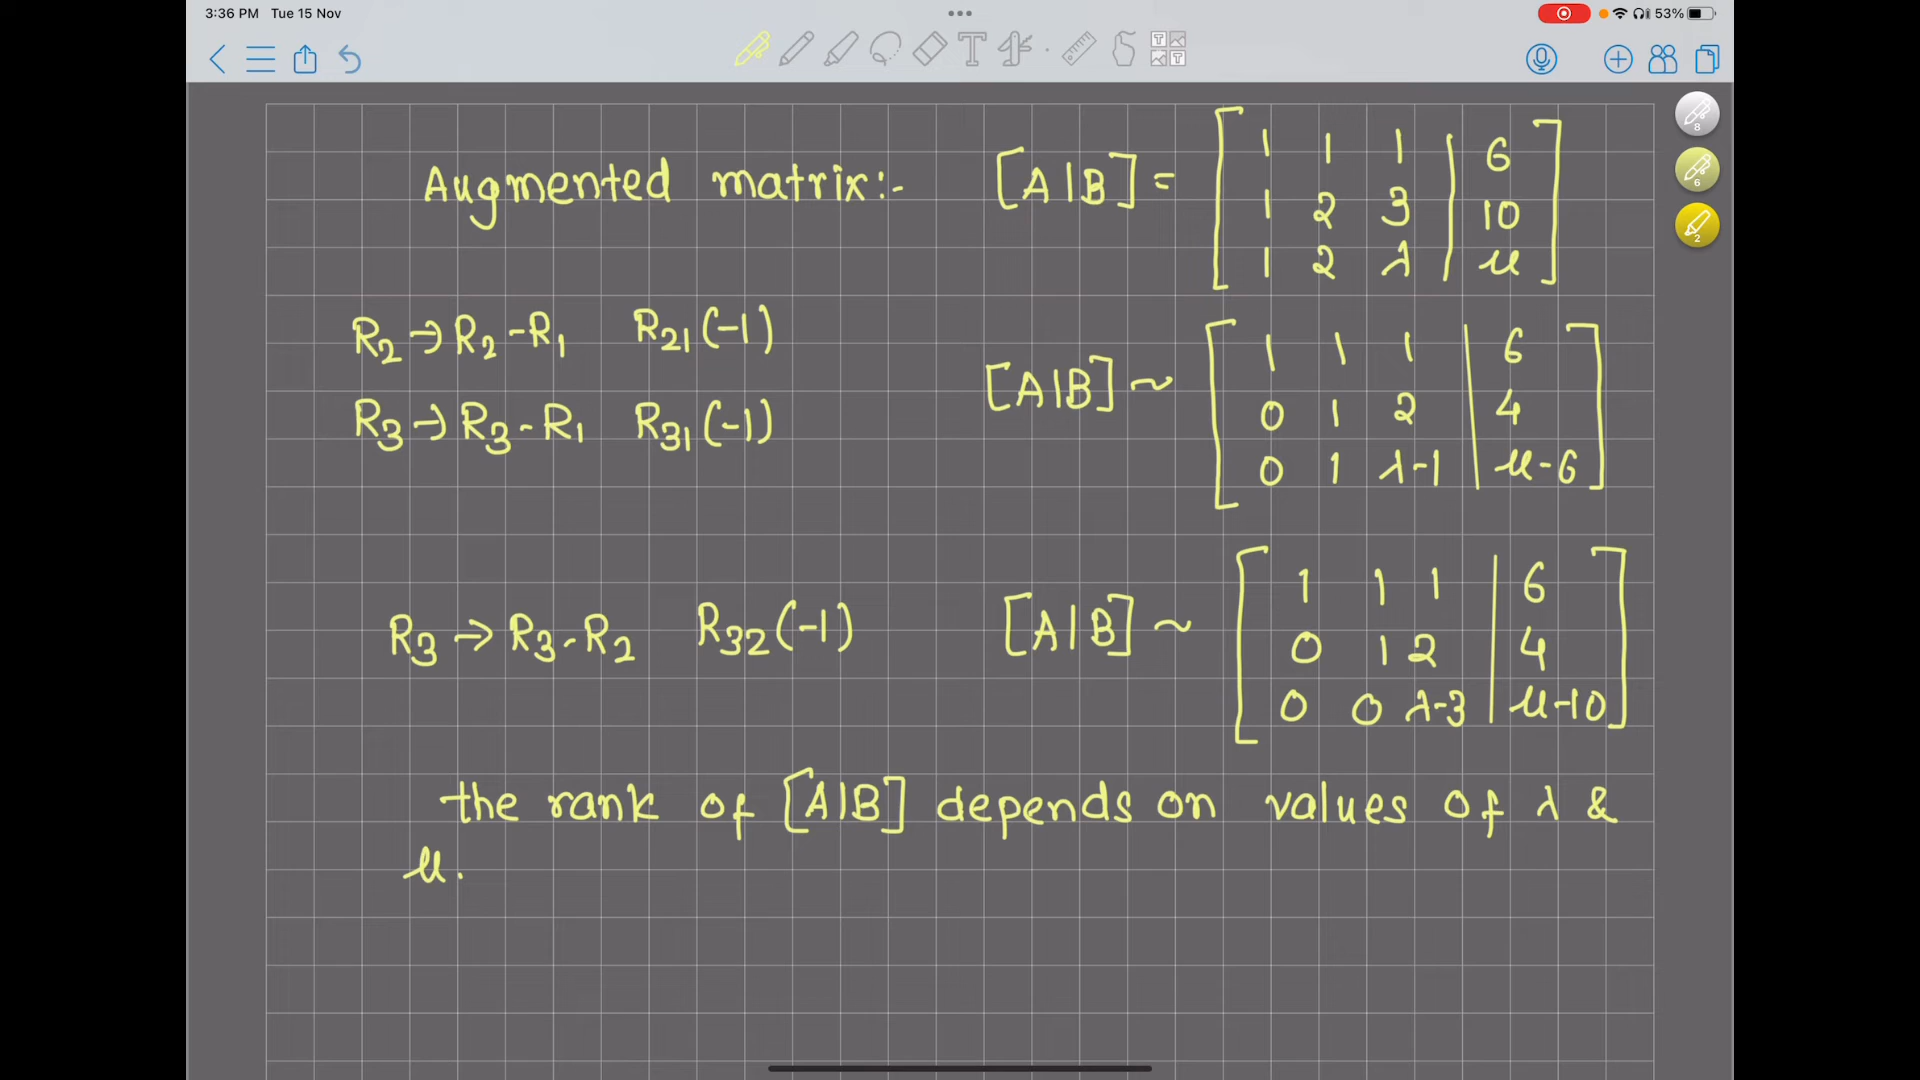 3:36 PM Tue 15 Nov
53%
T
8
6
2
Augmented matrix:- [A|B] =
1 1 1 | 6
1 2 3 | 10
1 2 λ | μ
R2 → R2 - R1 R21(-1)
R3 → R3 - R1 R31(-1)
[A|B] ~
1 1 1 | 6
0 1 2 | 4
0 1 λ-1 | μ-6
R3 → R3 - R2 R32(-1)
[A|B] ~
1 1 1 | 6
0 1 2 | 4
0 0 λ-3 | μ-10
the rank of [A|B] depends on values of λ &
μ.